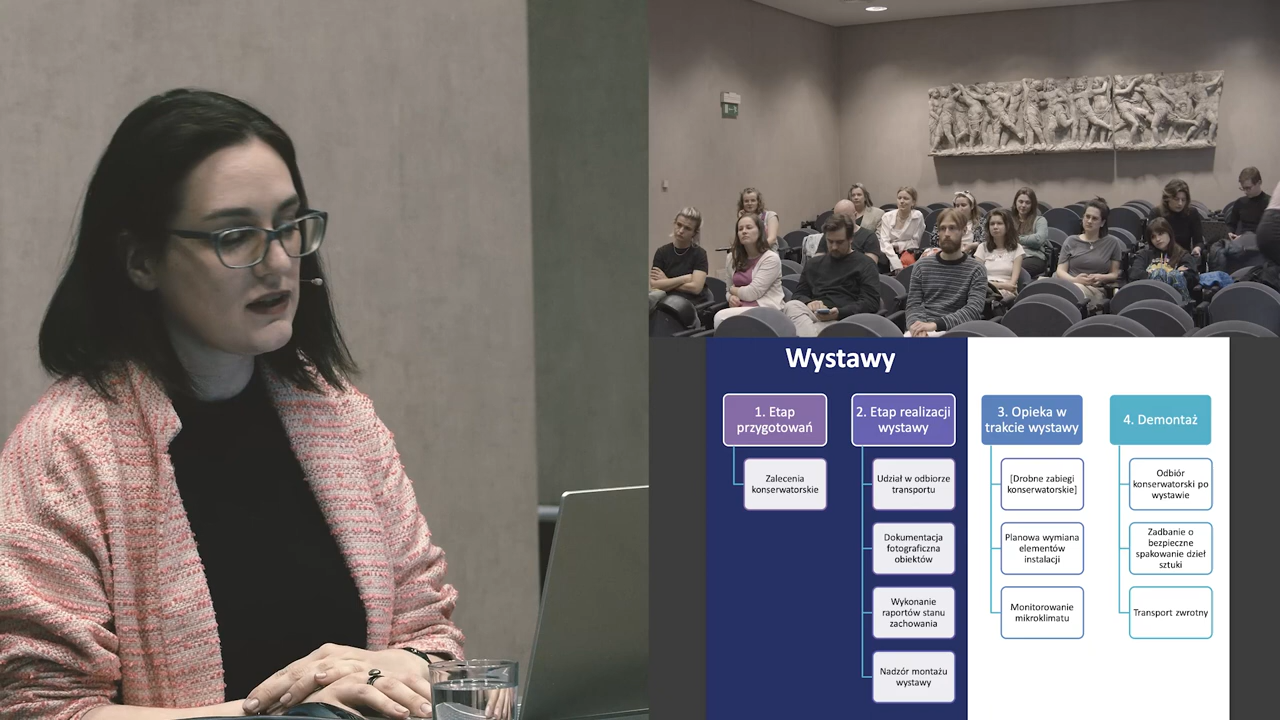 Wystawy
1. Etap
przygotowań
Zalecenia
konserwatorskie
2. Etap realizacji
wystawy
Udział w odbiorze
transportu
Dokumentacja
fotograficzna
obiektów
Wykonanie
raportów stanu
zachowania
Nadzór montażu
wystawy
3. Opieka w
trakcie wystawy
[Drobne zabiegi
konserwatorskie]
Planowa wymiana
elementów
instalacji
Monitorowanie
mikroklimatu
4. Demontaż
Odbiór
konserwatorski po
wystawie
Zadbanie o
bezpieczne
spakowanie dzieł
sztuki
Transport zwrotny